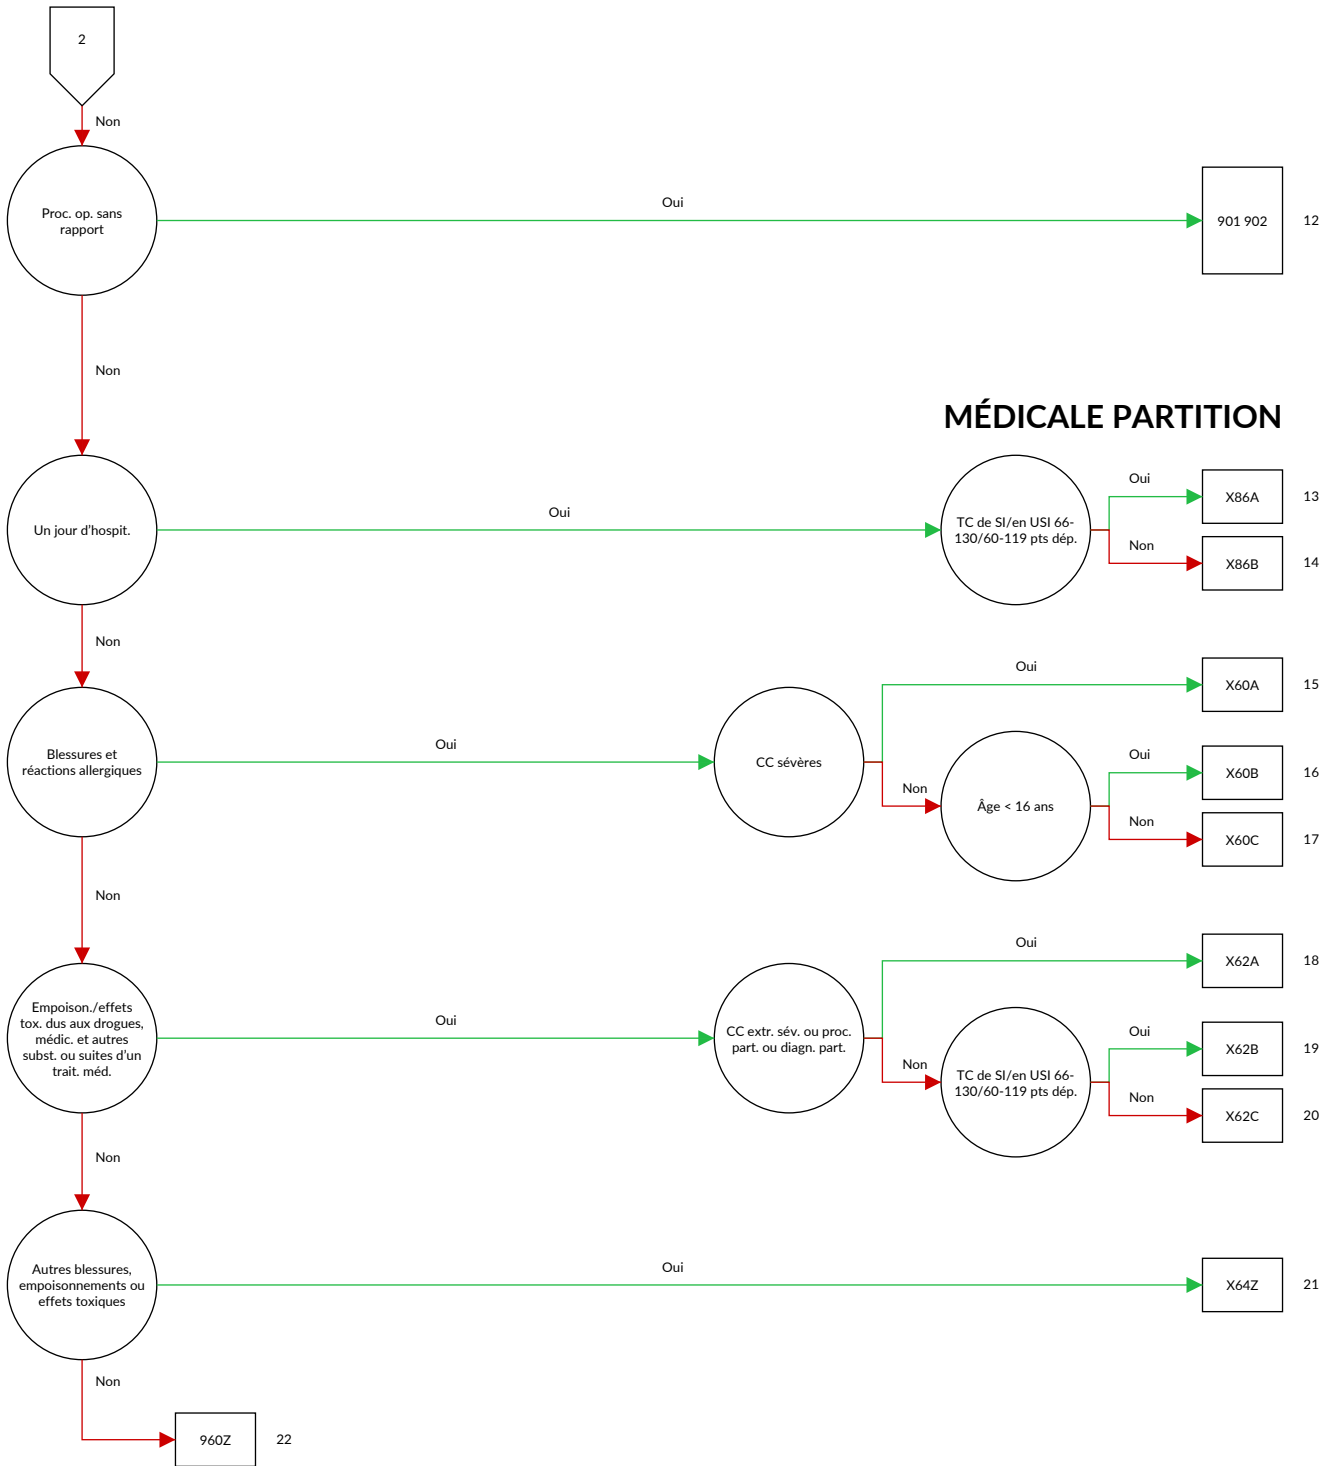 2
Non
Proc. op. sans
rapport
Oui
901 902
12
Non
MÉDICALE PARTITION
Un jour d'hospit.
Oui
TC de SI/en USI 66-
130/60-119 pts dép.
Oui
X86A
13
Non
X86B
14
Non
Blessures et
réactions allergiques
Oui
CC sévères
Oui
X60A
15
Non
Âge < 16 ans
Oui
X60B
16
Non
X60C
17
Non
Empoison./effets
tox. dus aux drogues,
médic. et autres
subst. ou suites d'un
trait. méd.
Oui
CC extr. sév. ou proc.
part. ou diagn. part.
Oui
X62A
18
Non
TC de SI/en USI 66-
130/60-119 pts dép.
Oui
X62B
19
Non
X62C
20
Non
Autres blessures,
empoisonnements ou
effets toxiques
Oui
X64Z
21
Non
960Z
22